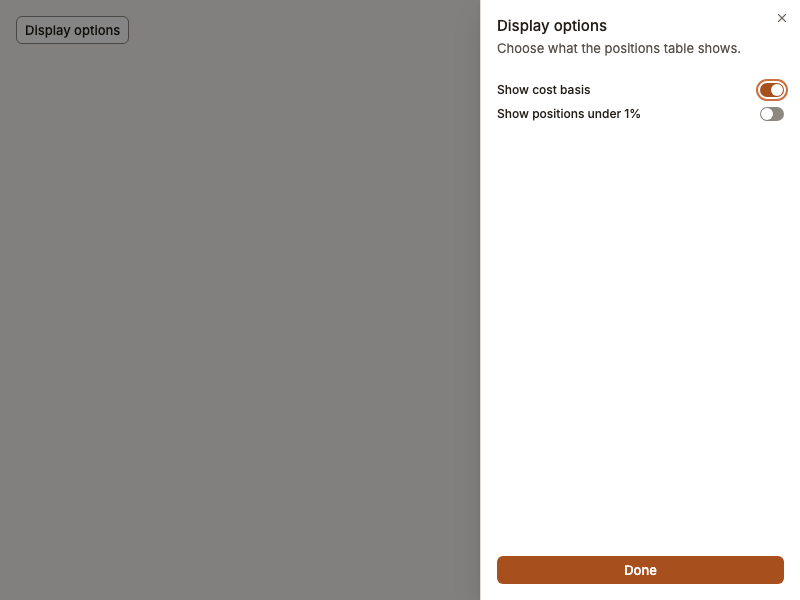 Display options
Display options
Choose what the positions table shows.
Show cost basis
Show positions under 1%
Done